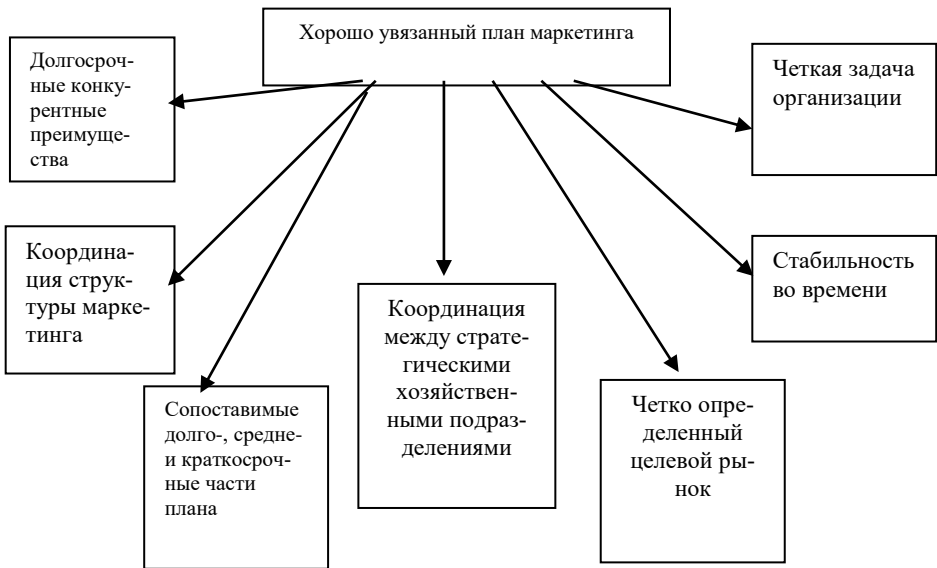 Хорошо увязанный план маркетинга
Долгосроч-
ные конку-
рентные
преимуще-
ства
Четкая задача
организации
Координа-
ция струк-
туры марке-
тинга
Стабильность
во времени
Координация
между страте-
гическими
хозяйствен-
ными подраз-
делениями
Сопоставимые
долго-, средне-
и краткосроч-
ные части
плана
Четко опре-
деленный
целевой ры-
нок